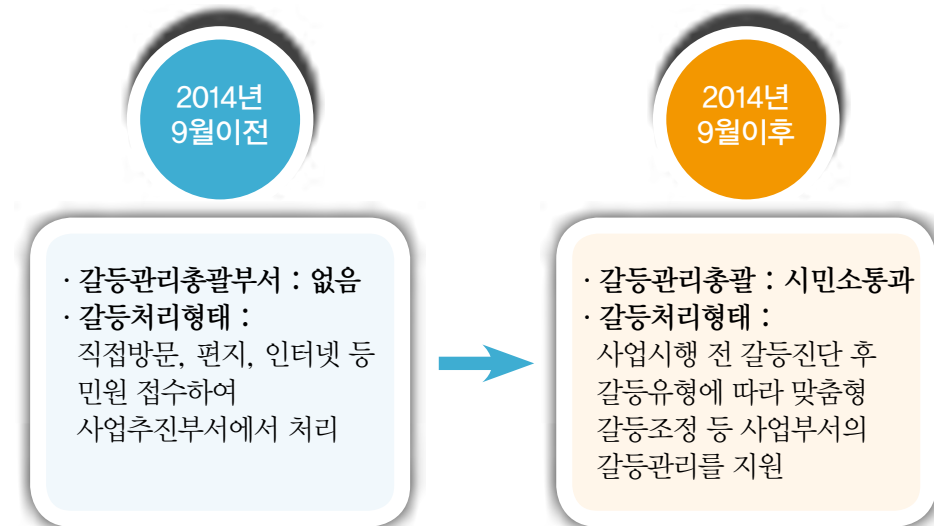 2014년
9월이전
· 갈등관리총괄부서 : 없음
· 갈등처리형태 :
직접방문, 편지, 인터넷 등
민원 접수하여
사업추진부서에서 처리
2014년
9월이후
· 갈등관리총괄 : 시민소통과
· 갈등처리형태 :
사업시행 전 갈등진단 후
갈등유형에 따라 맞춤형
갈등조정 등 사업부서의
갈등관리를 지원